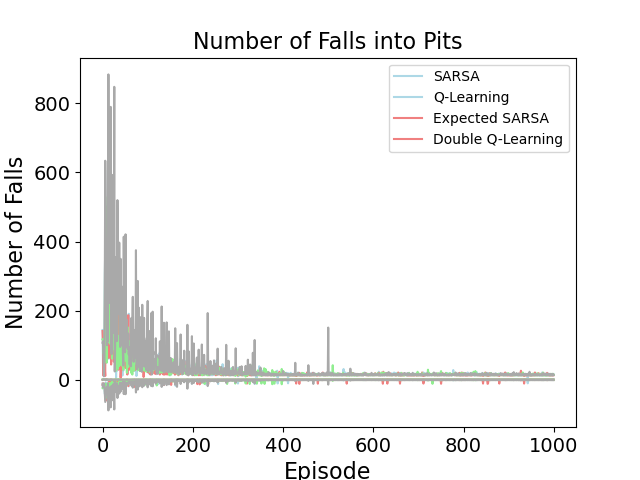 Number of Falls into Pits
SARSA
Q-Learning
Expected SARSA
Double Q-Learning
Number of Falls
800
600
400
200
0
0 200 400 600 800 1000
Episode